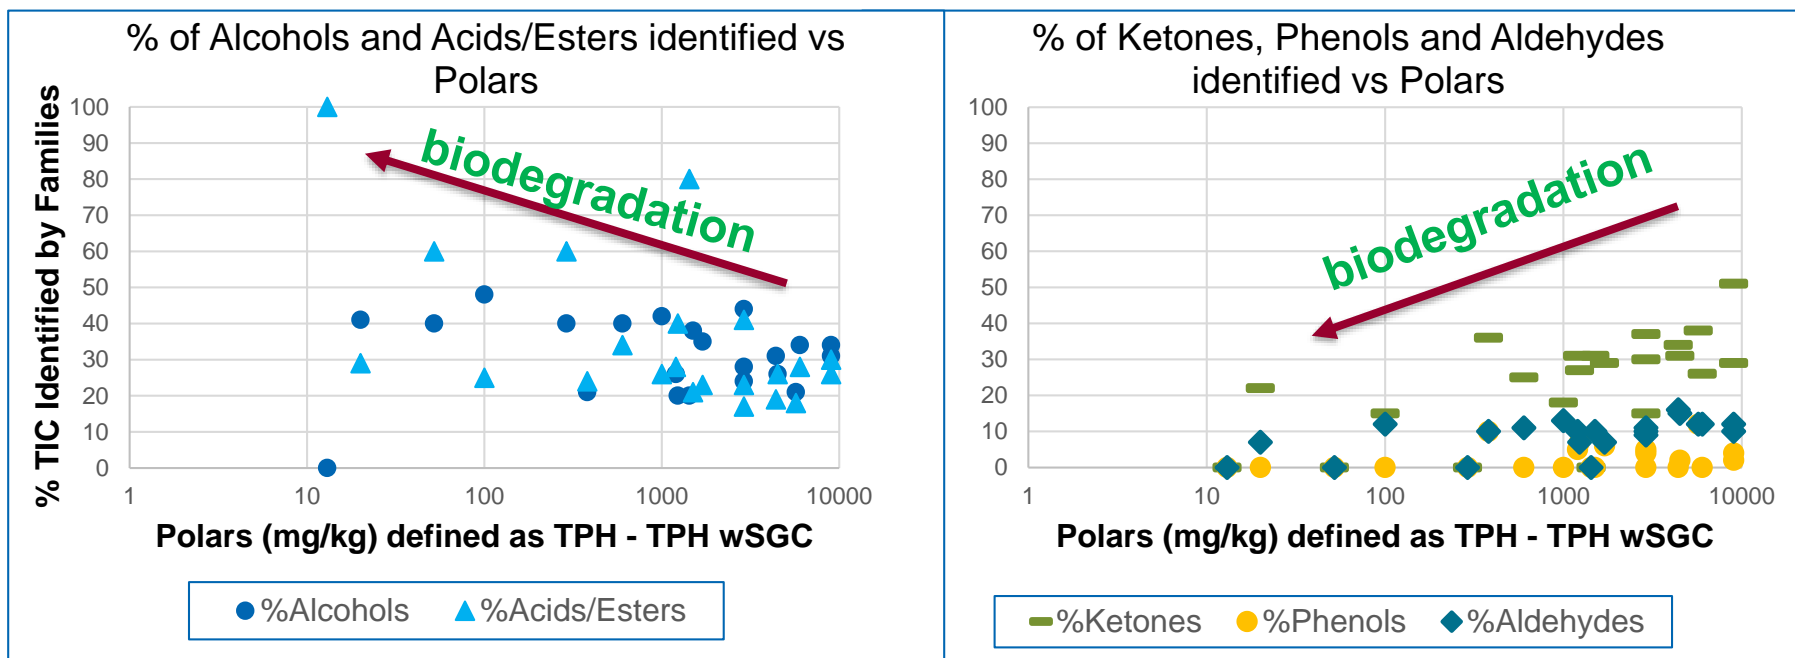 % of Alcohols and Acids/Esters identified vs
Polars
% TIC Identified by Families
100
90
80
70
60
50
40
30
20
10
0
biodegradation
1
10
100
1000
10000
Polars (mg/kg) defined as TPH - TPH wSGC
%Alcohols
%Acids/Esters
% of Ketones, Phenols and Aldehydes
identified vs Polars
100
90
80
70
60
50
40
30
20
10
0
biodegradation
1
10
100
1000
10000
Polars (mg/kg) defined as TPH - TPH wSGC
%Ketones
%Phenols
%Aldehydes